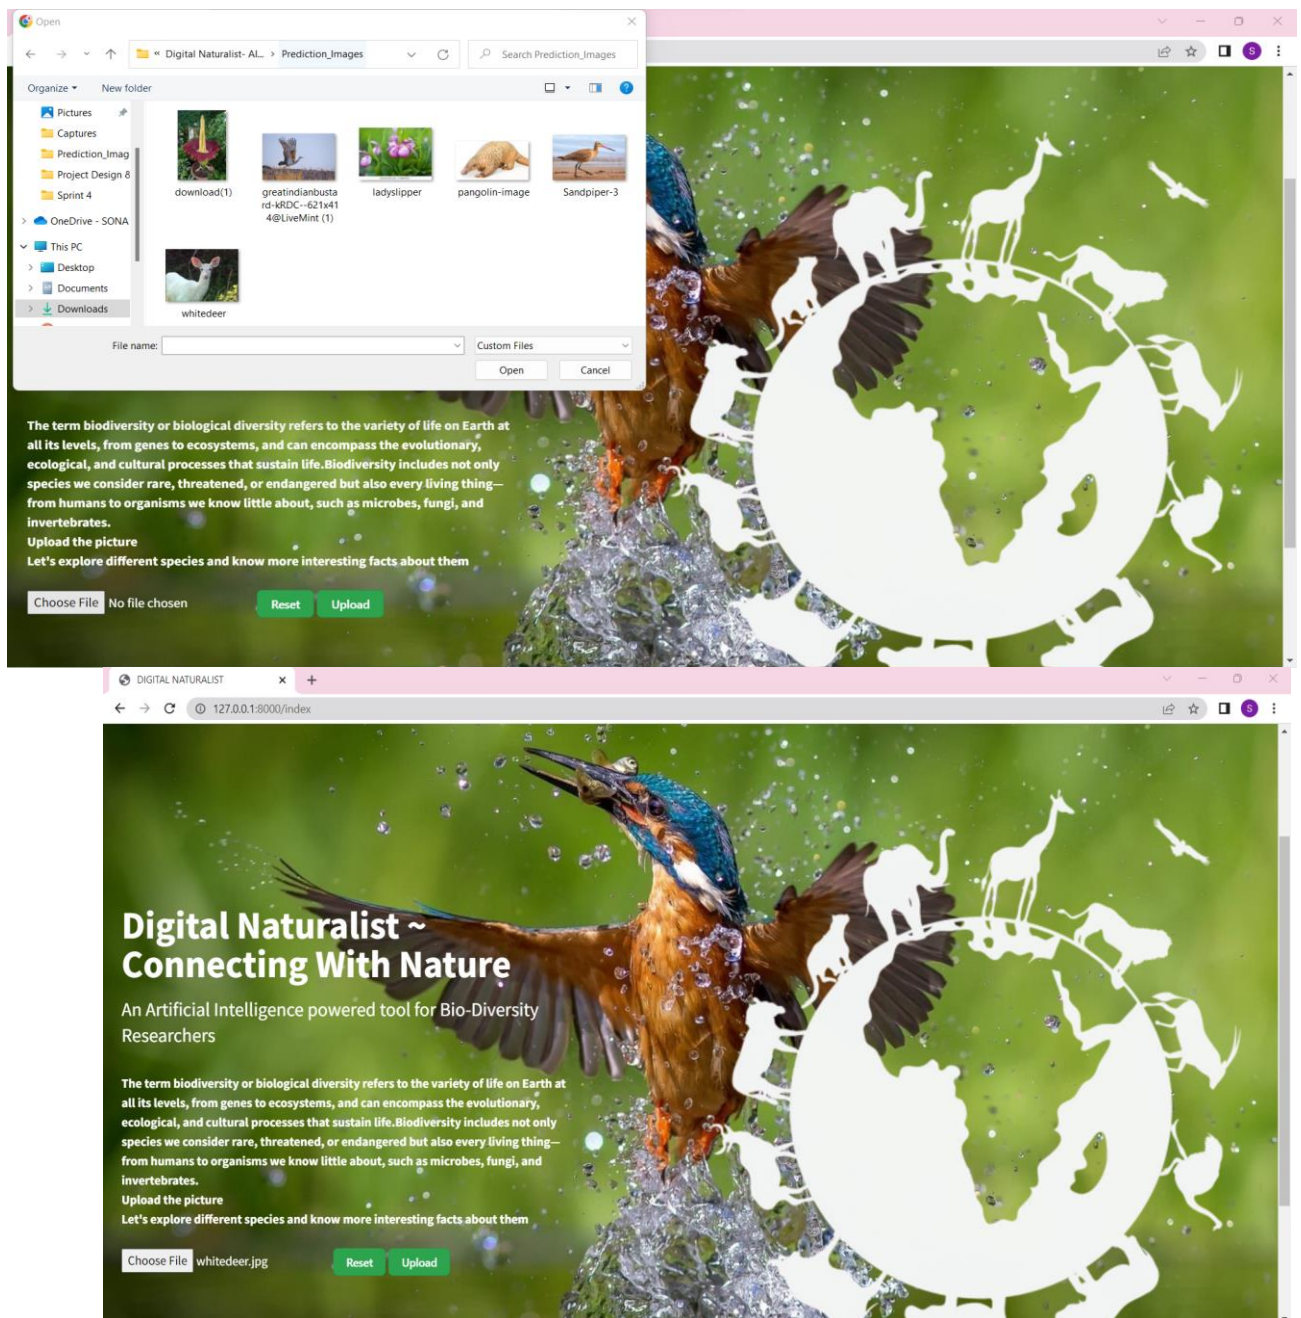 Open
« Digital Naturalist- AI... › Prediction_Images
Search Prediction_Images
Organize
New folder
Pictures
Captures
Prediction_Imag
Project Design &
Sprint 4
OneDrive - SONA
This PC
Desktop
Documents
Downloads
download(1)
greatindianbusta
rd-kRDC--621x41
4@LiveMint (1)
ladyslipper
pangolin-image
Sandpiper-3
whitedeer
File name:
Custom Files
Open
Cancel
S
The term biodiversity or biological diversity refers to the variety of life on Earth at
all its levels, from genes to ecosystems, and can encompass the evolutionary,
ecological, and cultural processes that sustain life.Biodiversity includes not only
species we consider rare, threatened, or endangered but also every living thing—
from humans to organisms we know little about, such as microbes, fungi, and
invertebrates.
Upload the picture
Let's explore different species and know more interesting facts about them
Choose File No file chosen
Reset
Upload
DIGITAL NATURALIST
127.0.0.1:8000/index
S
Digital Naturalist ~
Connecting With Nature
An Artificial Intelligence powered tool for Bio-Diversity
Researchers
The term biodiversity or biological diversity refers to the variety of life on Earth at
all its levels, from genes to ecosystems, and can encompass the evolutionary,
ecological, and cultural processes that sustain life.Biodiversity includes not only
species we consider rare, threatened, or endangered but also every living thing—
from humans to organisms we know little about, such as microbes, fungi, and
invertebrates.
Upload the picture
Let's explore different species and know more interesting facts about them
Choose File whitedeer.jpg
Reset
Upload